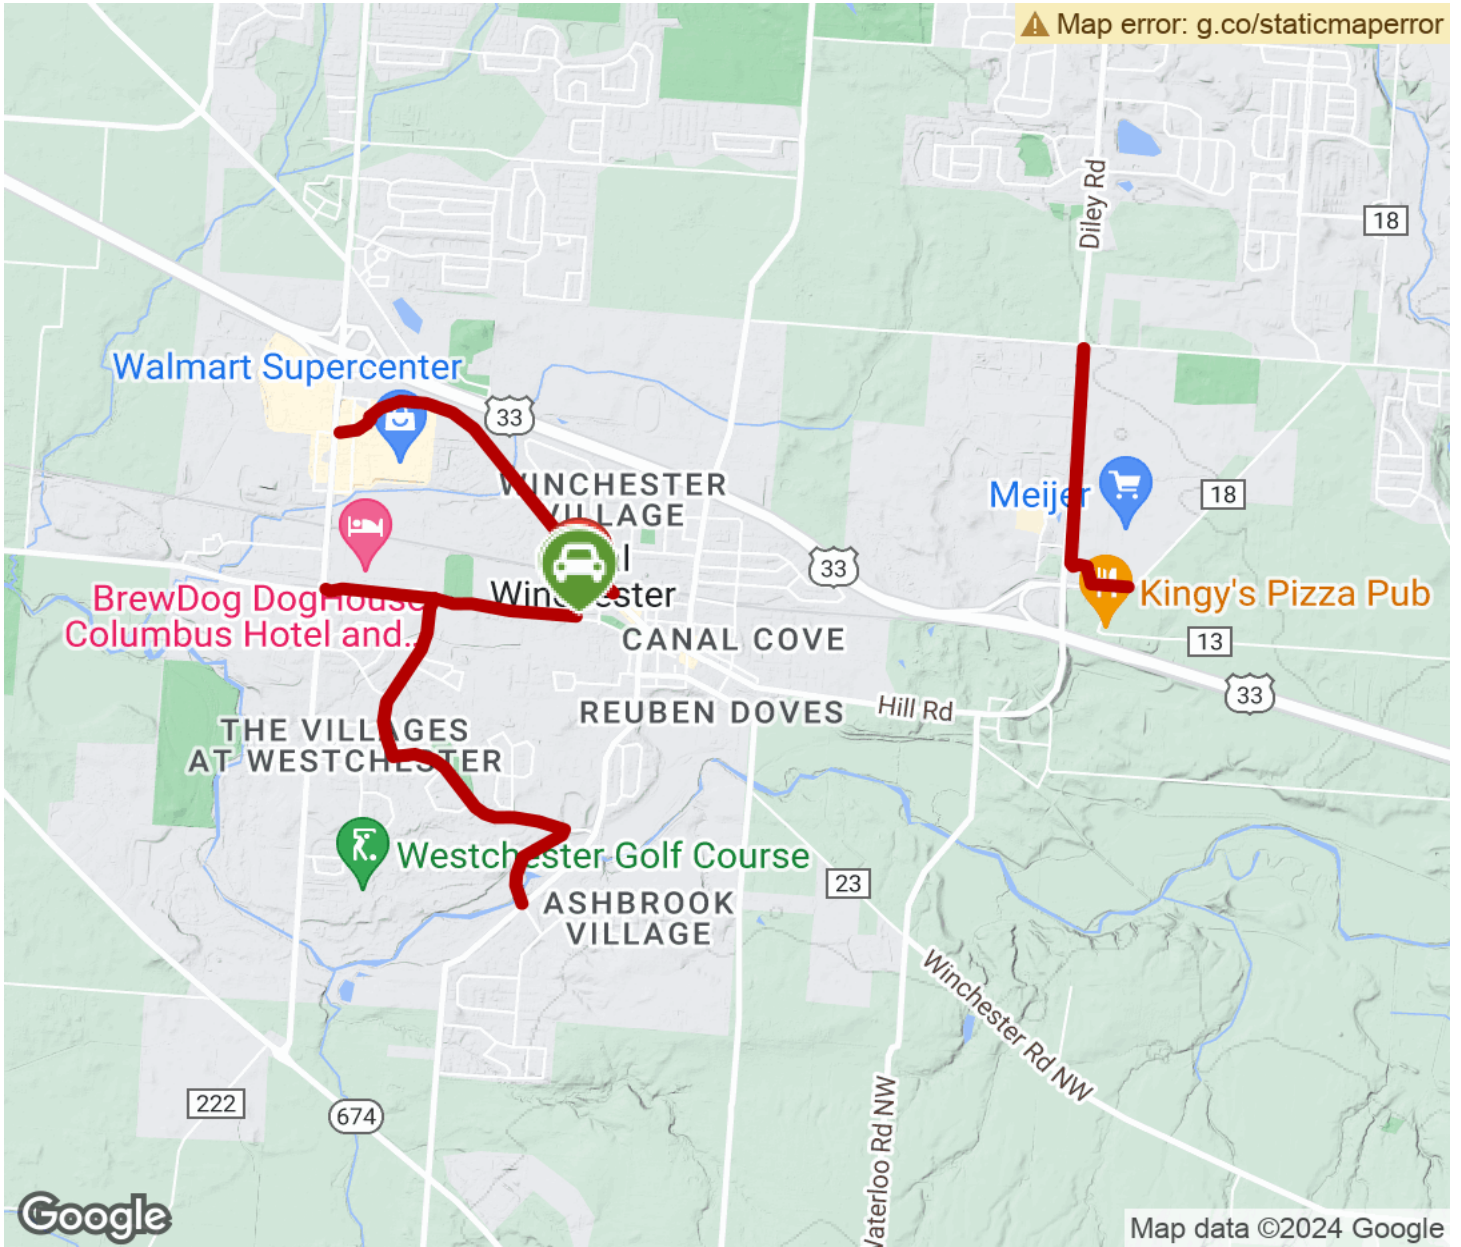 Map error: g.co/staticmaperror
Diley Rd
18
Walmart Supercenter
33
WINCHESTER
VILLAGE
Meijer
18
33
l
Winchester
BrewDog DogHouse
Columbus Hotel and...
Kingy's Pizza Pub
CANAL COVE
13
33
Hill Rd
REUBEN DOVES
THE VILLAGES
AT WESTCHESTER
Westchester Golf Course
23
ASHBROOK
VILLAGE
Winchester Rd NW
222
674
Waterloo Rd NW
Google
Map data ©2024 Google